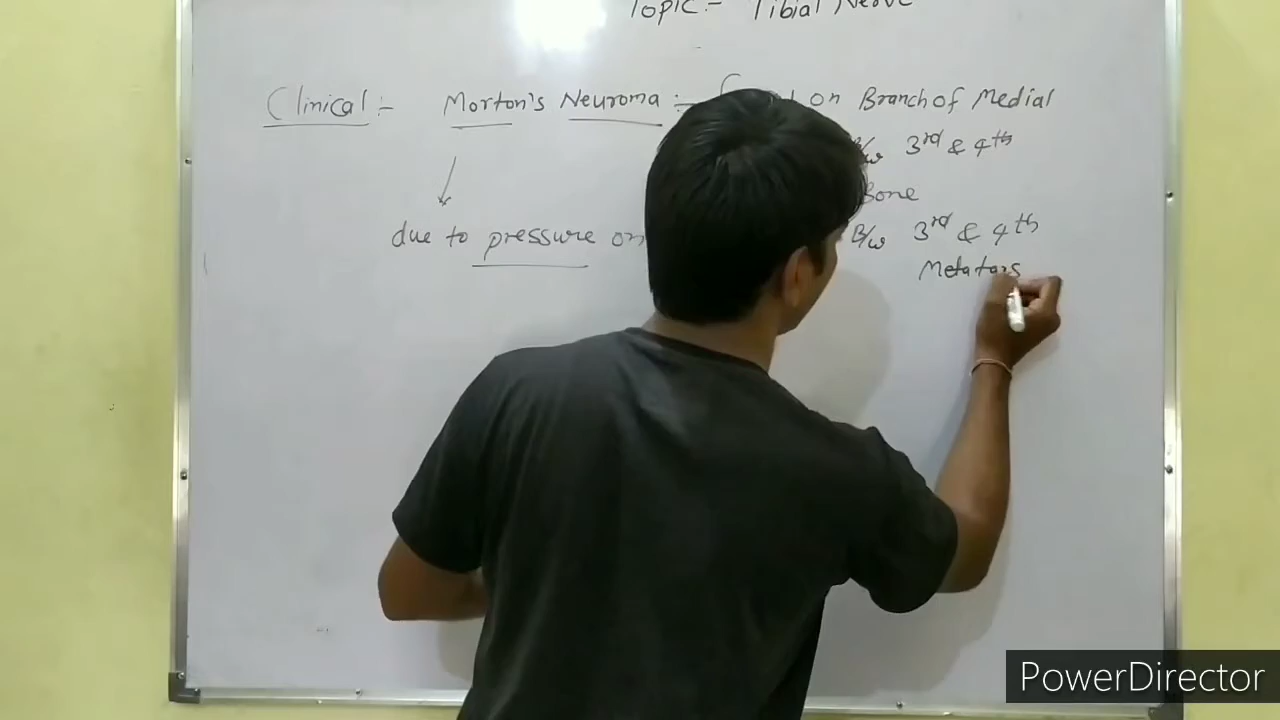 Topic:- Tibial Nerve
Clinical:- Morton's Neuroma :- on Branch of Medial
B/w 3rd & 4th
Bone
due to pressure on B/w 3rd & 4th
Metatars
PowerDirector